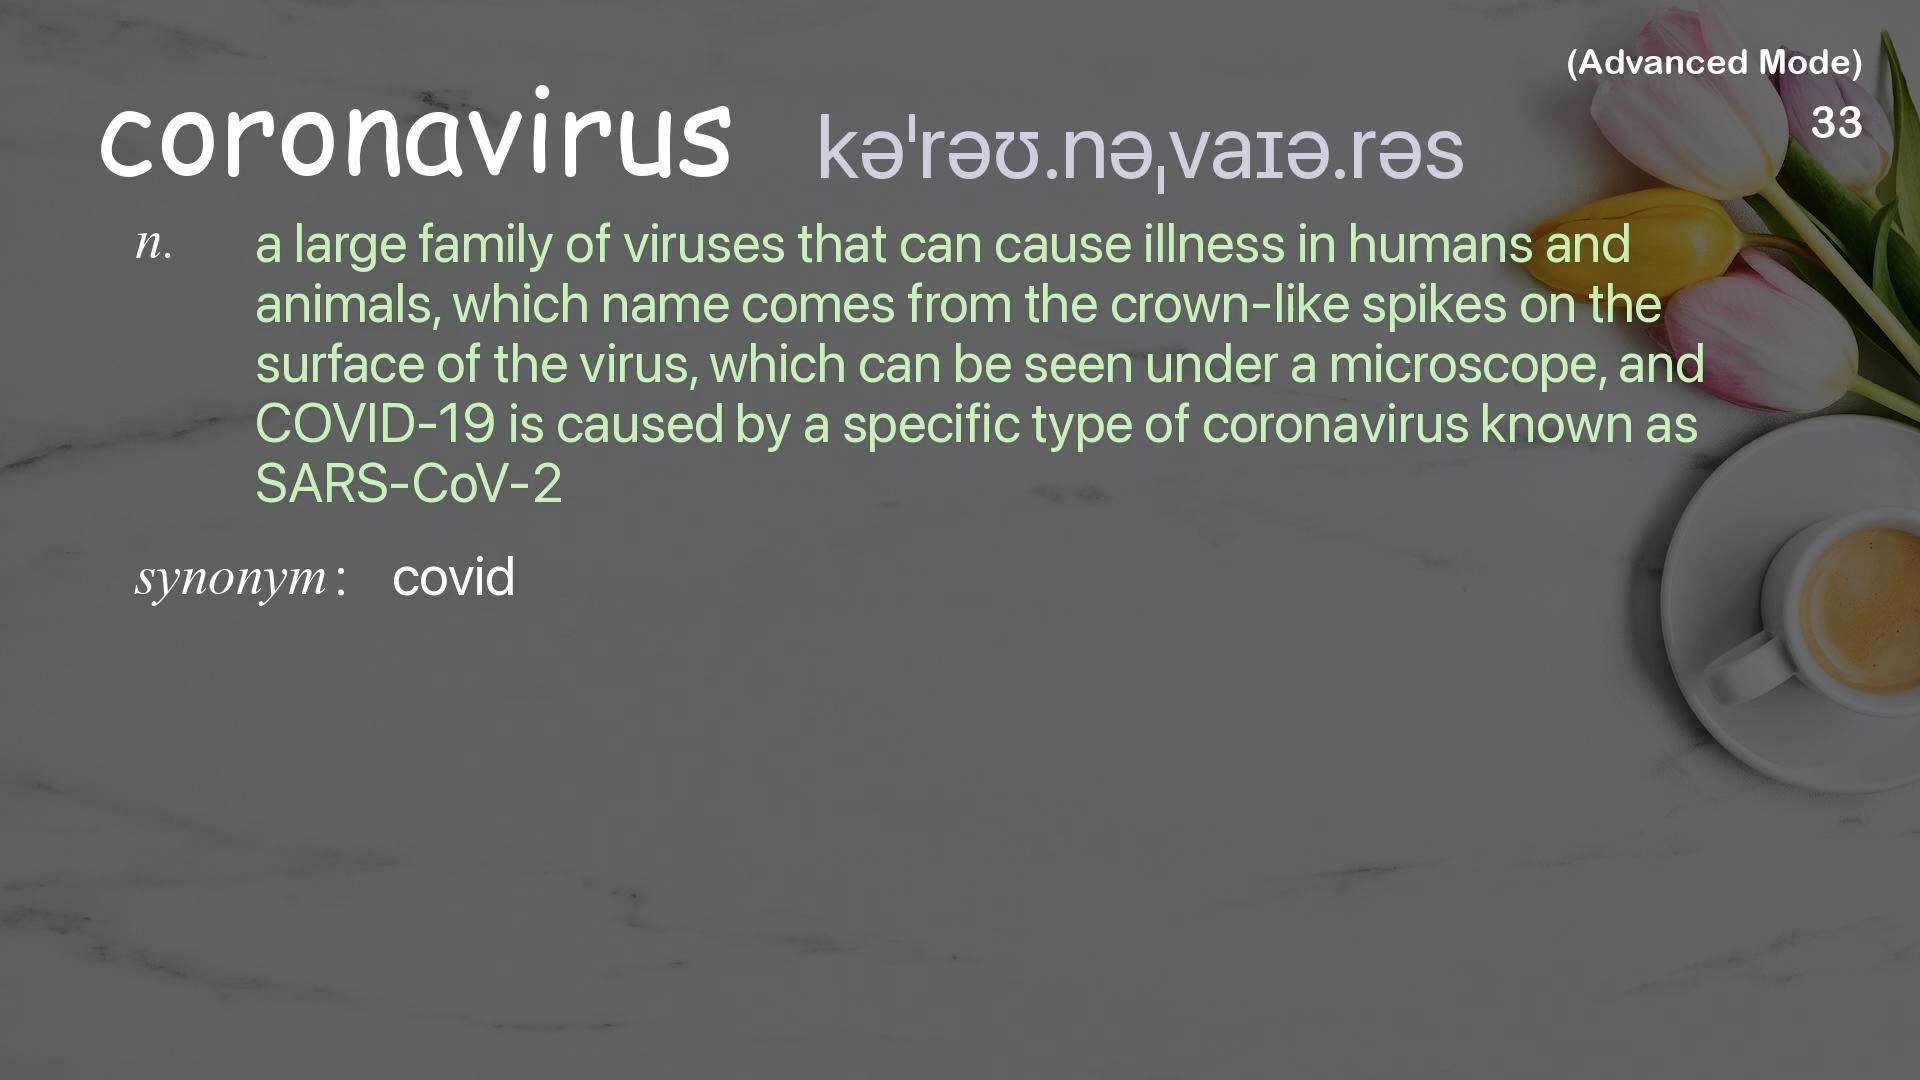 (Advanced Mode)
33
coronavirus kəˈrəʊ.nəˌvaɪə.rəs
n. a large family of viruses that can cause illness in humans and
animals, which name comes from the crown-like spikes on the
surface of the virus, which can be seen under a microscope, and
COVID-19 is caused by a specific type of coronavirus known as
SARS-CoV-2
synonym: covid